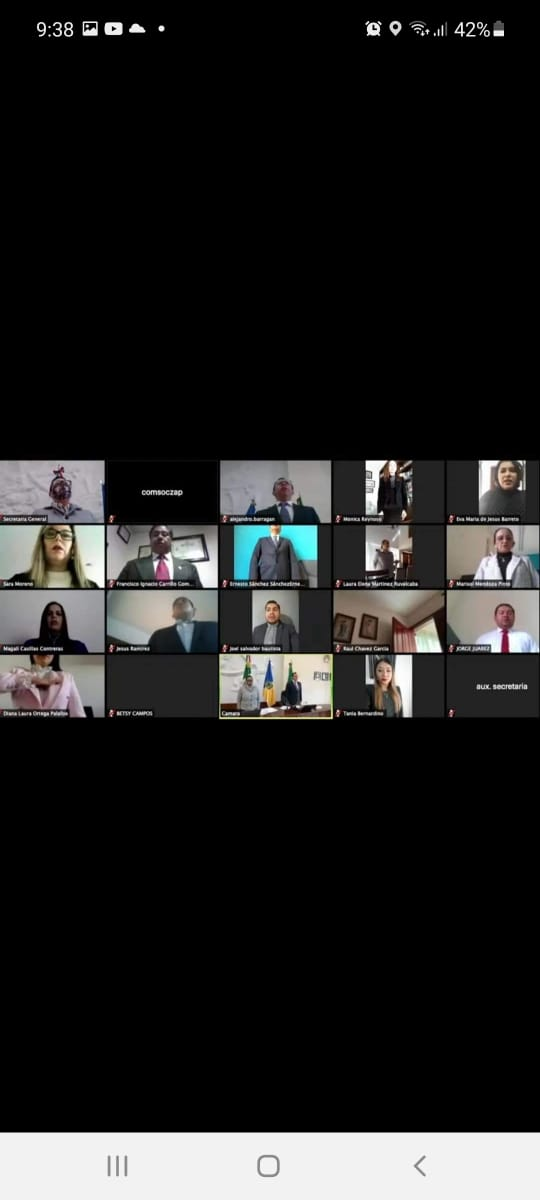 9:38
42%
Secretaria General
comsoczap
alejandro.barragan
Monica Reynoso
Eva Maria de Jesus Barreto
Sara Moreno
Francisco Ignacio Carrillo Gom...
Ernesto Sánchez SánchezErne...
Laura Elena Martinez Ruvalcaba
Marisol Mendoza Pinto
Magali Casillas Contreras
Jesus Ramirez
Joel salvador bautista
Raul Chavez Garcia
JORGE JUAREZ
Diana Laura Ortega Palafox
BETSY CAMPOS
Camara
Tania Bernardino
aux. secretaria